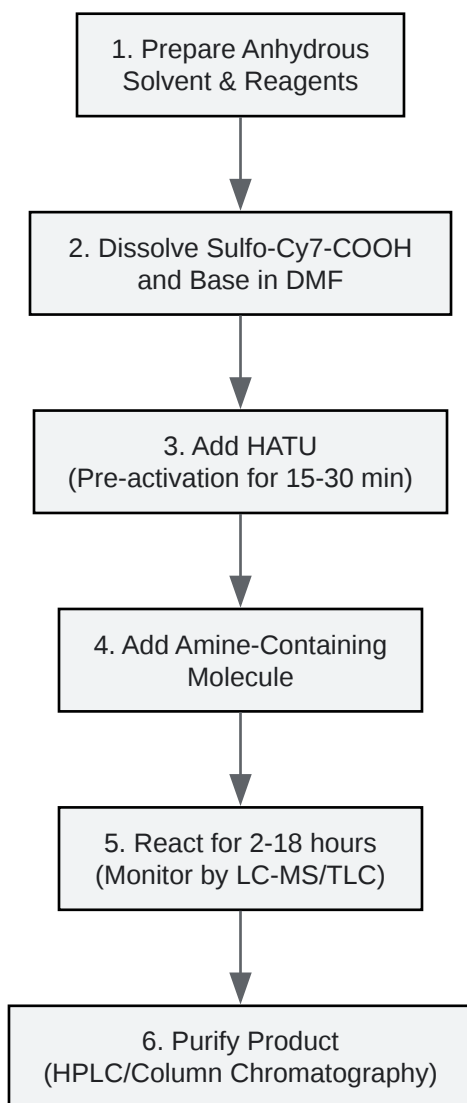 1. Prepare Anhydrous
Solvent & Reagents
2. Dissolve Sulfo-Cy7-COOH
and Base in DMF
3. Add HATU
(Pre-activation for 15-30 min)
4. Add Amine-Containing
Molecule
5. React for 2-18 hours
(Monitor by LC-MS/TLC)
6. Purify Product
(HPLC/Column Chromatography)